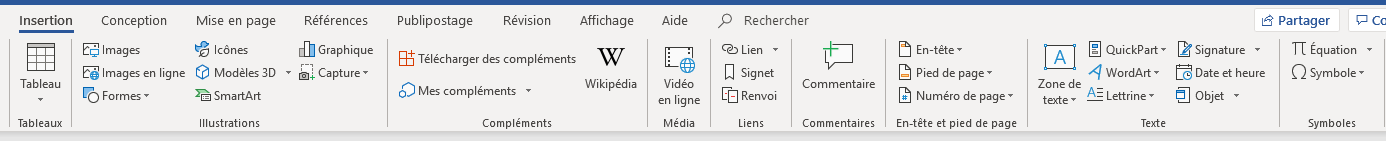 Insertion Conception Mise en page Références Publipostage Révision Affichage Aide Rechercher Partager Co
Tableau
Tableaux
Images
Images en ligne
Formes
Icônes
Modèles 3D
SmartArt
Graphique
Capture
Illustrations
Télécharger des compléments
Mes compléments
W
Wikipédia
Compléments
Vidéo
en ligne
Média
Lien
Signet
Renvoi
Liens
Commentaire
Commentaires
En-tête
Pied de page
Numéro de page
En-tête et pied de page
A
Zone de
texte
QuickPart
WordArt
Lettrine
Signature
Date et heure
Objet
Texte
π Équation
Ω Symbole
Symboles